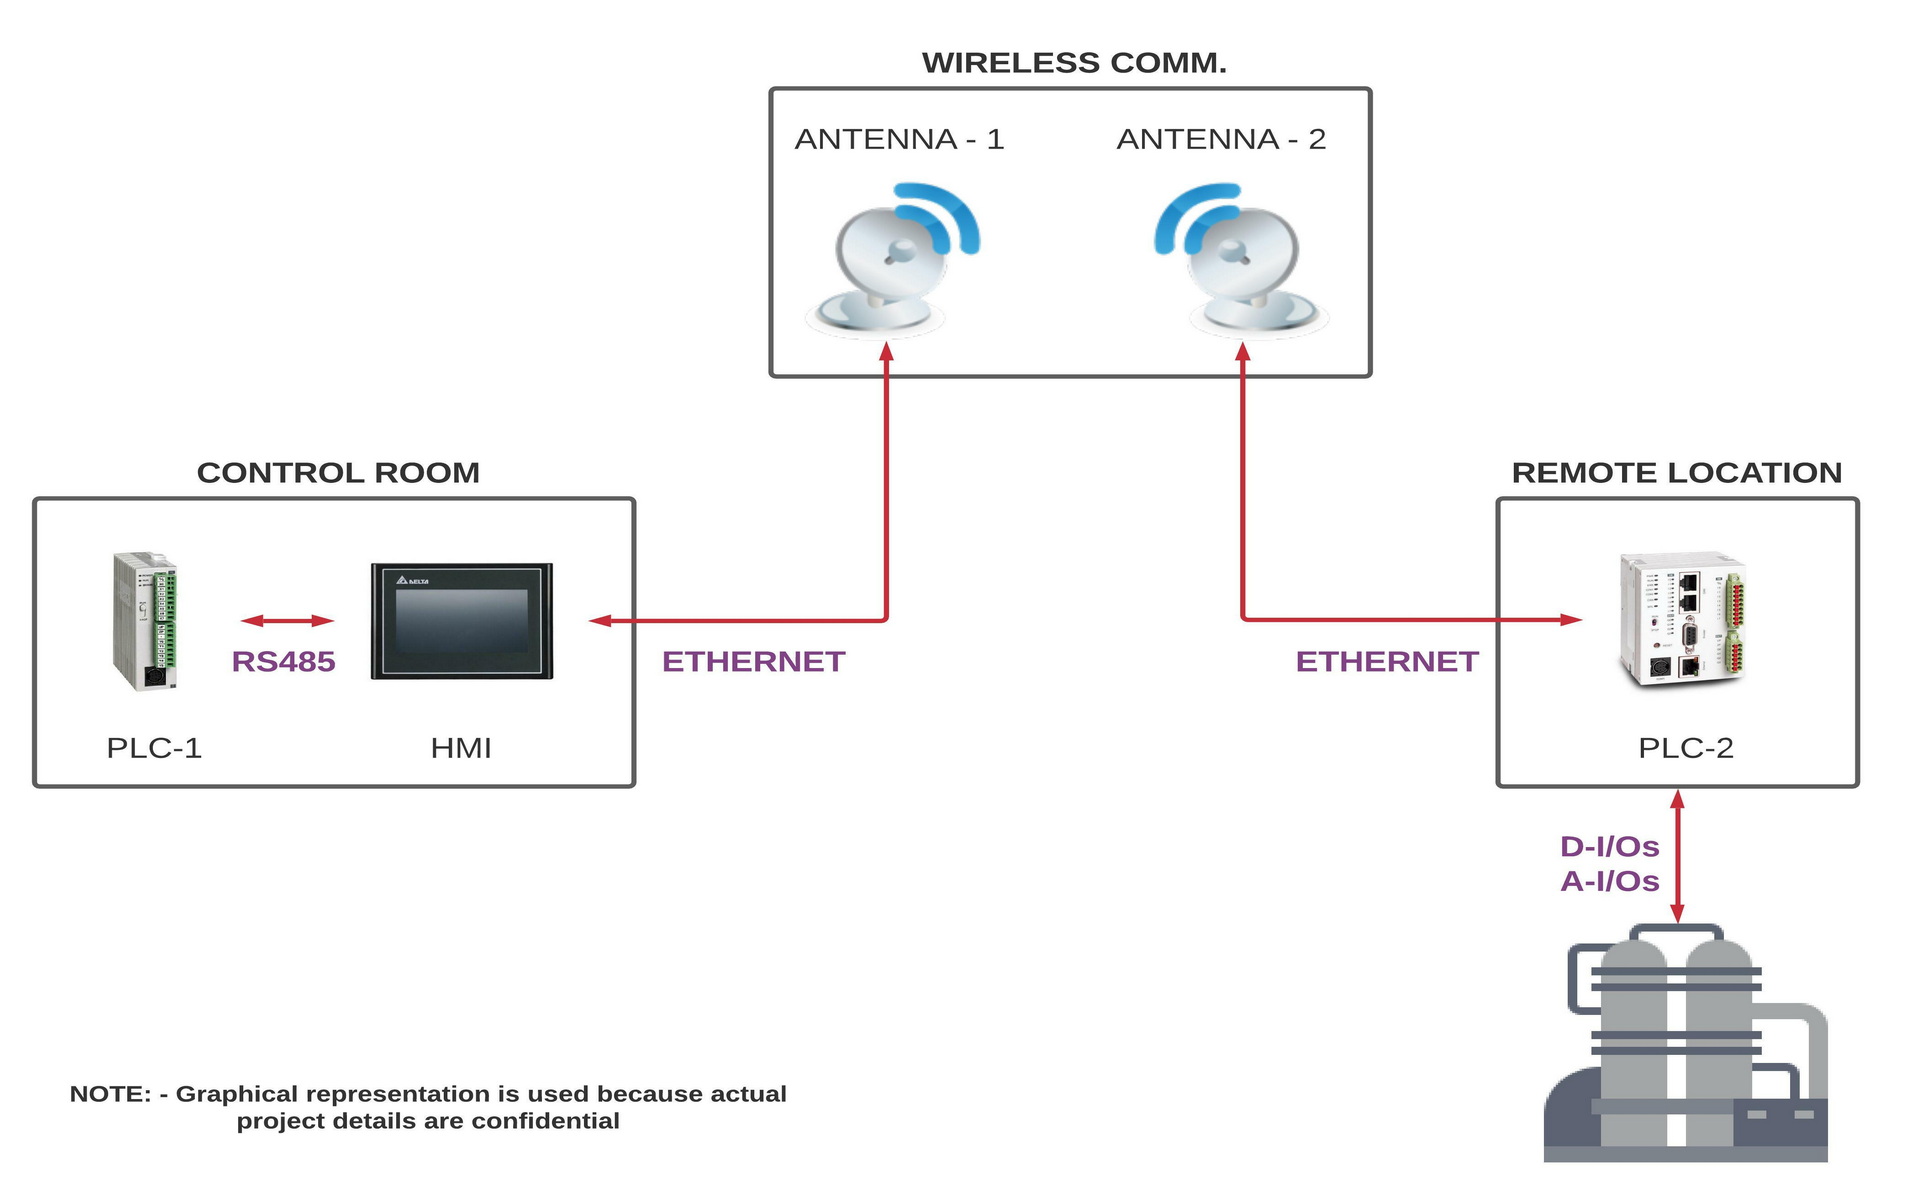 WIRELESS COMM.
ANTENNA - 1
ANTENNA - 2
CONTROL ROOM
REMOTE LOCATION
DELTA
RS485
ETHERNET
ETHERNET
PLC-1
HMI
PLC-2
D-I/Os
A-I/Os
NOTE: - Graphical representation is used because actual
project details are confidential